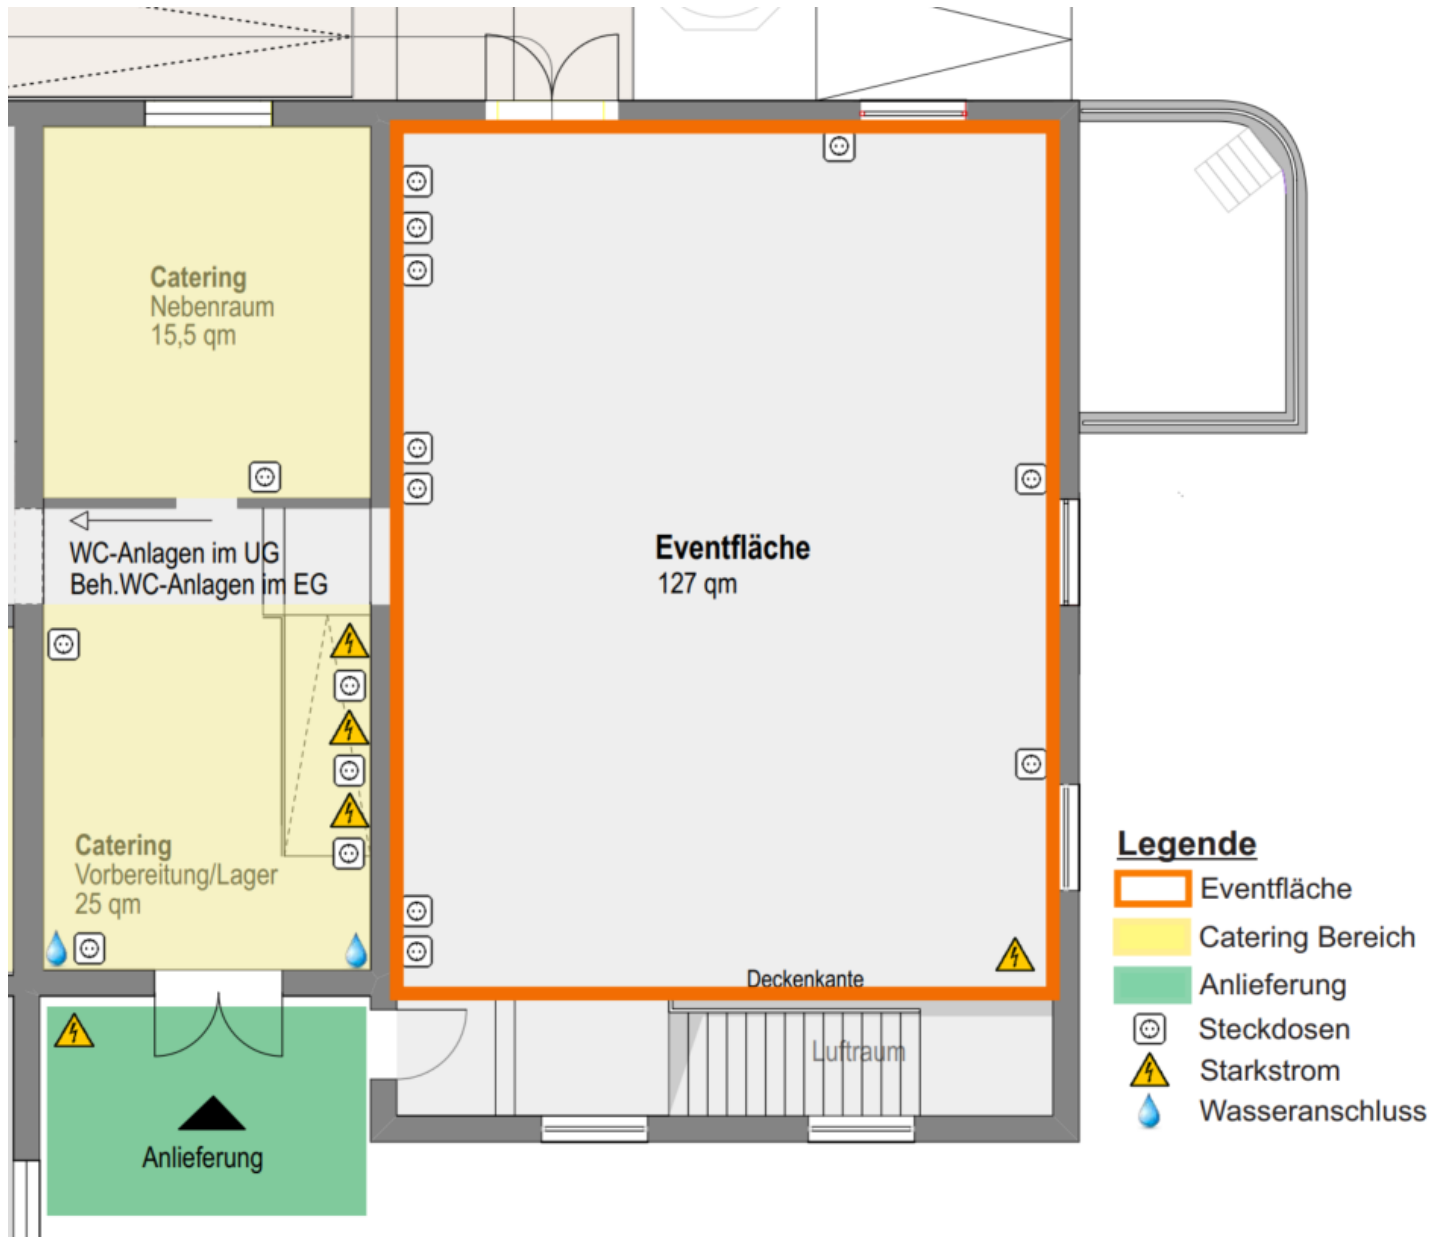 Catering
Nebenraum
15,5 qm
WC-Anlagen im UG
Beh.WC-Anlagen im EG
Eventfläche
127 qm
Catering
Vorbereitung/Lager
25 qm
Deckenkante
Luftraum
Anlieferung
Legende
Eventfläche
Catering Bereich
Anlieferung
Steckdosen
Starkstrom
Wasseranschluss